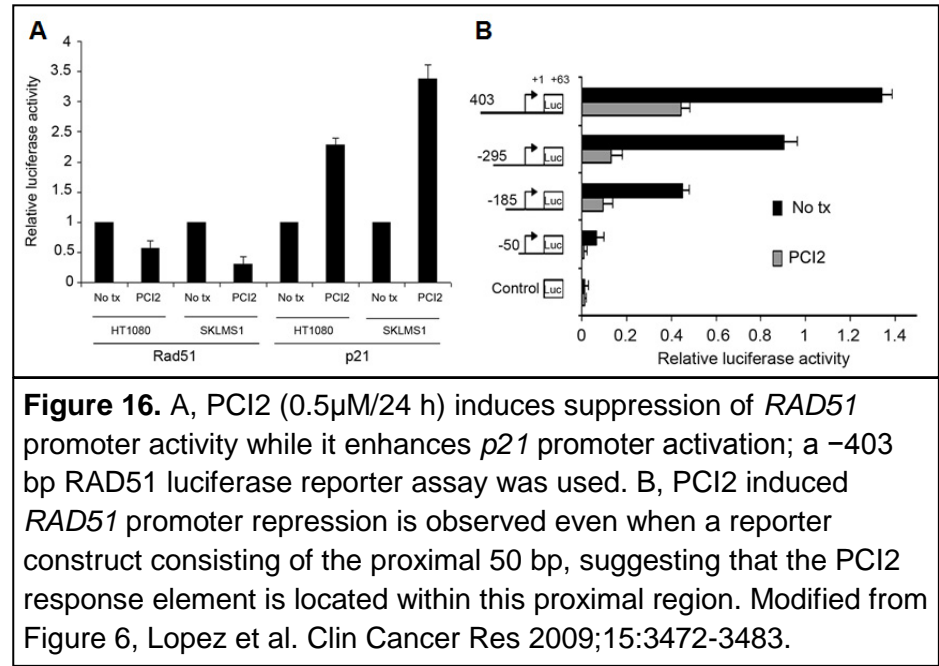 A
Relative luciferase activity
4
3.5
3
2.5
2
1.5
1
0.5
0
No tx PCI2 No tx PCI2 No tx PCI2 No tx PCI2
HT1080 SKLMS1 HT1080 SKLMS1
Rad51 p21
B
+1 +63
403 Luc
-295 Luc
-185 Luc
-50 Luc
Control Luc
No tx
PCI2
0 0.2 0.4 0.6 0.8 1 1.2 1.4
Relative luciferase activity
Figure 16. A, PCI2 (0.5μM/24 h) induces suppression of RAD51
promoter activity while it enhances p21 promoter activation; a −403
bp RAD51 luciferase reporter assay was used. B, PCI2 induced
RAD51 promoter repression is observed even when a reporter
construct consisting of the proximal 50 bp, suggesting that the PCI2
response element is located within this proximal region. Modified from
Figure 6, Lopez et al. Clin Cancer Res 2009;15:3472-3483.